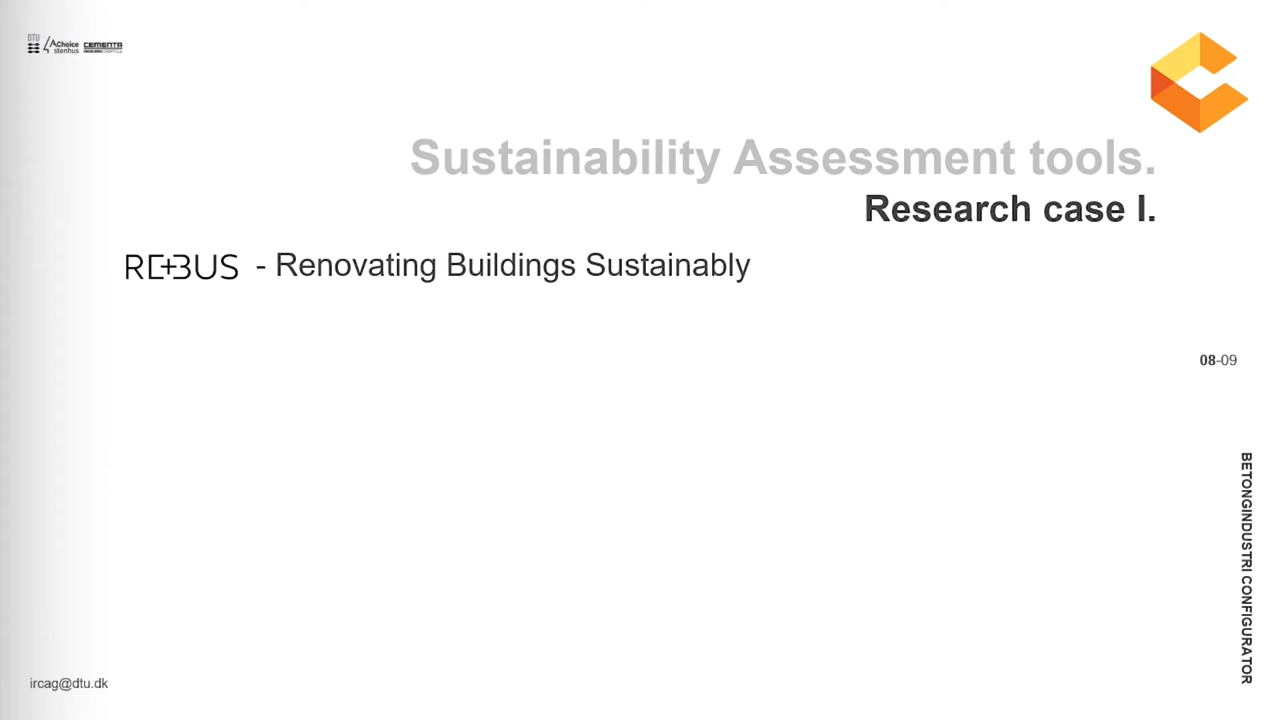 DTU
AChoice
stenhus
CEMENTA
Sustainability Assessment tools.
Research case I.
RE+BUS - Renovating Buildings Sustainably
08-09
BETONGINDUSTRI CONFIGURATOR
ircag@dtu.dk